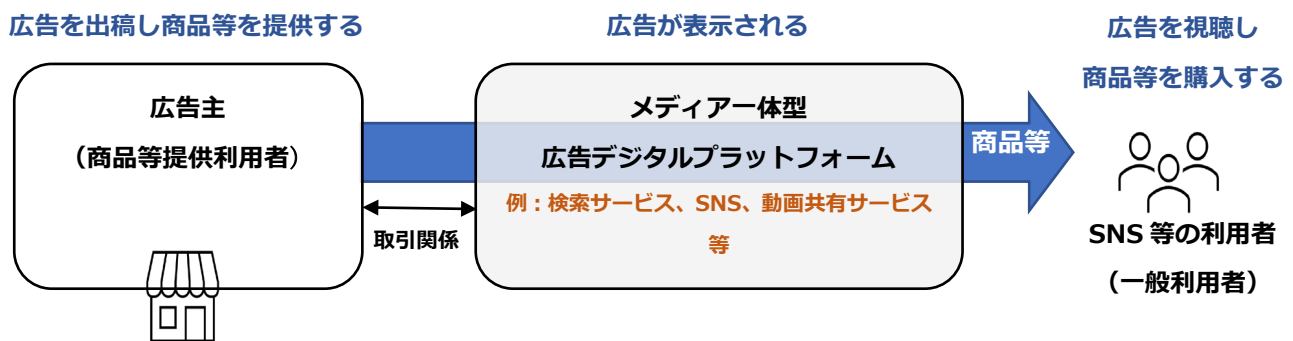 広告を出稿し商品等を提供する
広告が表示される
広告を視聴し
商品等を購入する
広告主
（商品等提供利用者）
取引関係
メディア一体型
広告デジタルプラットフォーム
例：検索サービス、SNS、動画共有サービス
等
商品等
SNS 等の利用者
（一般利用者）